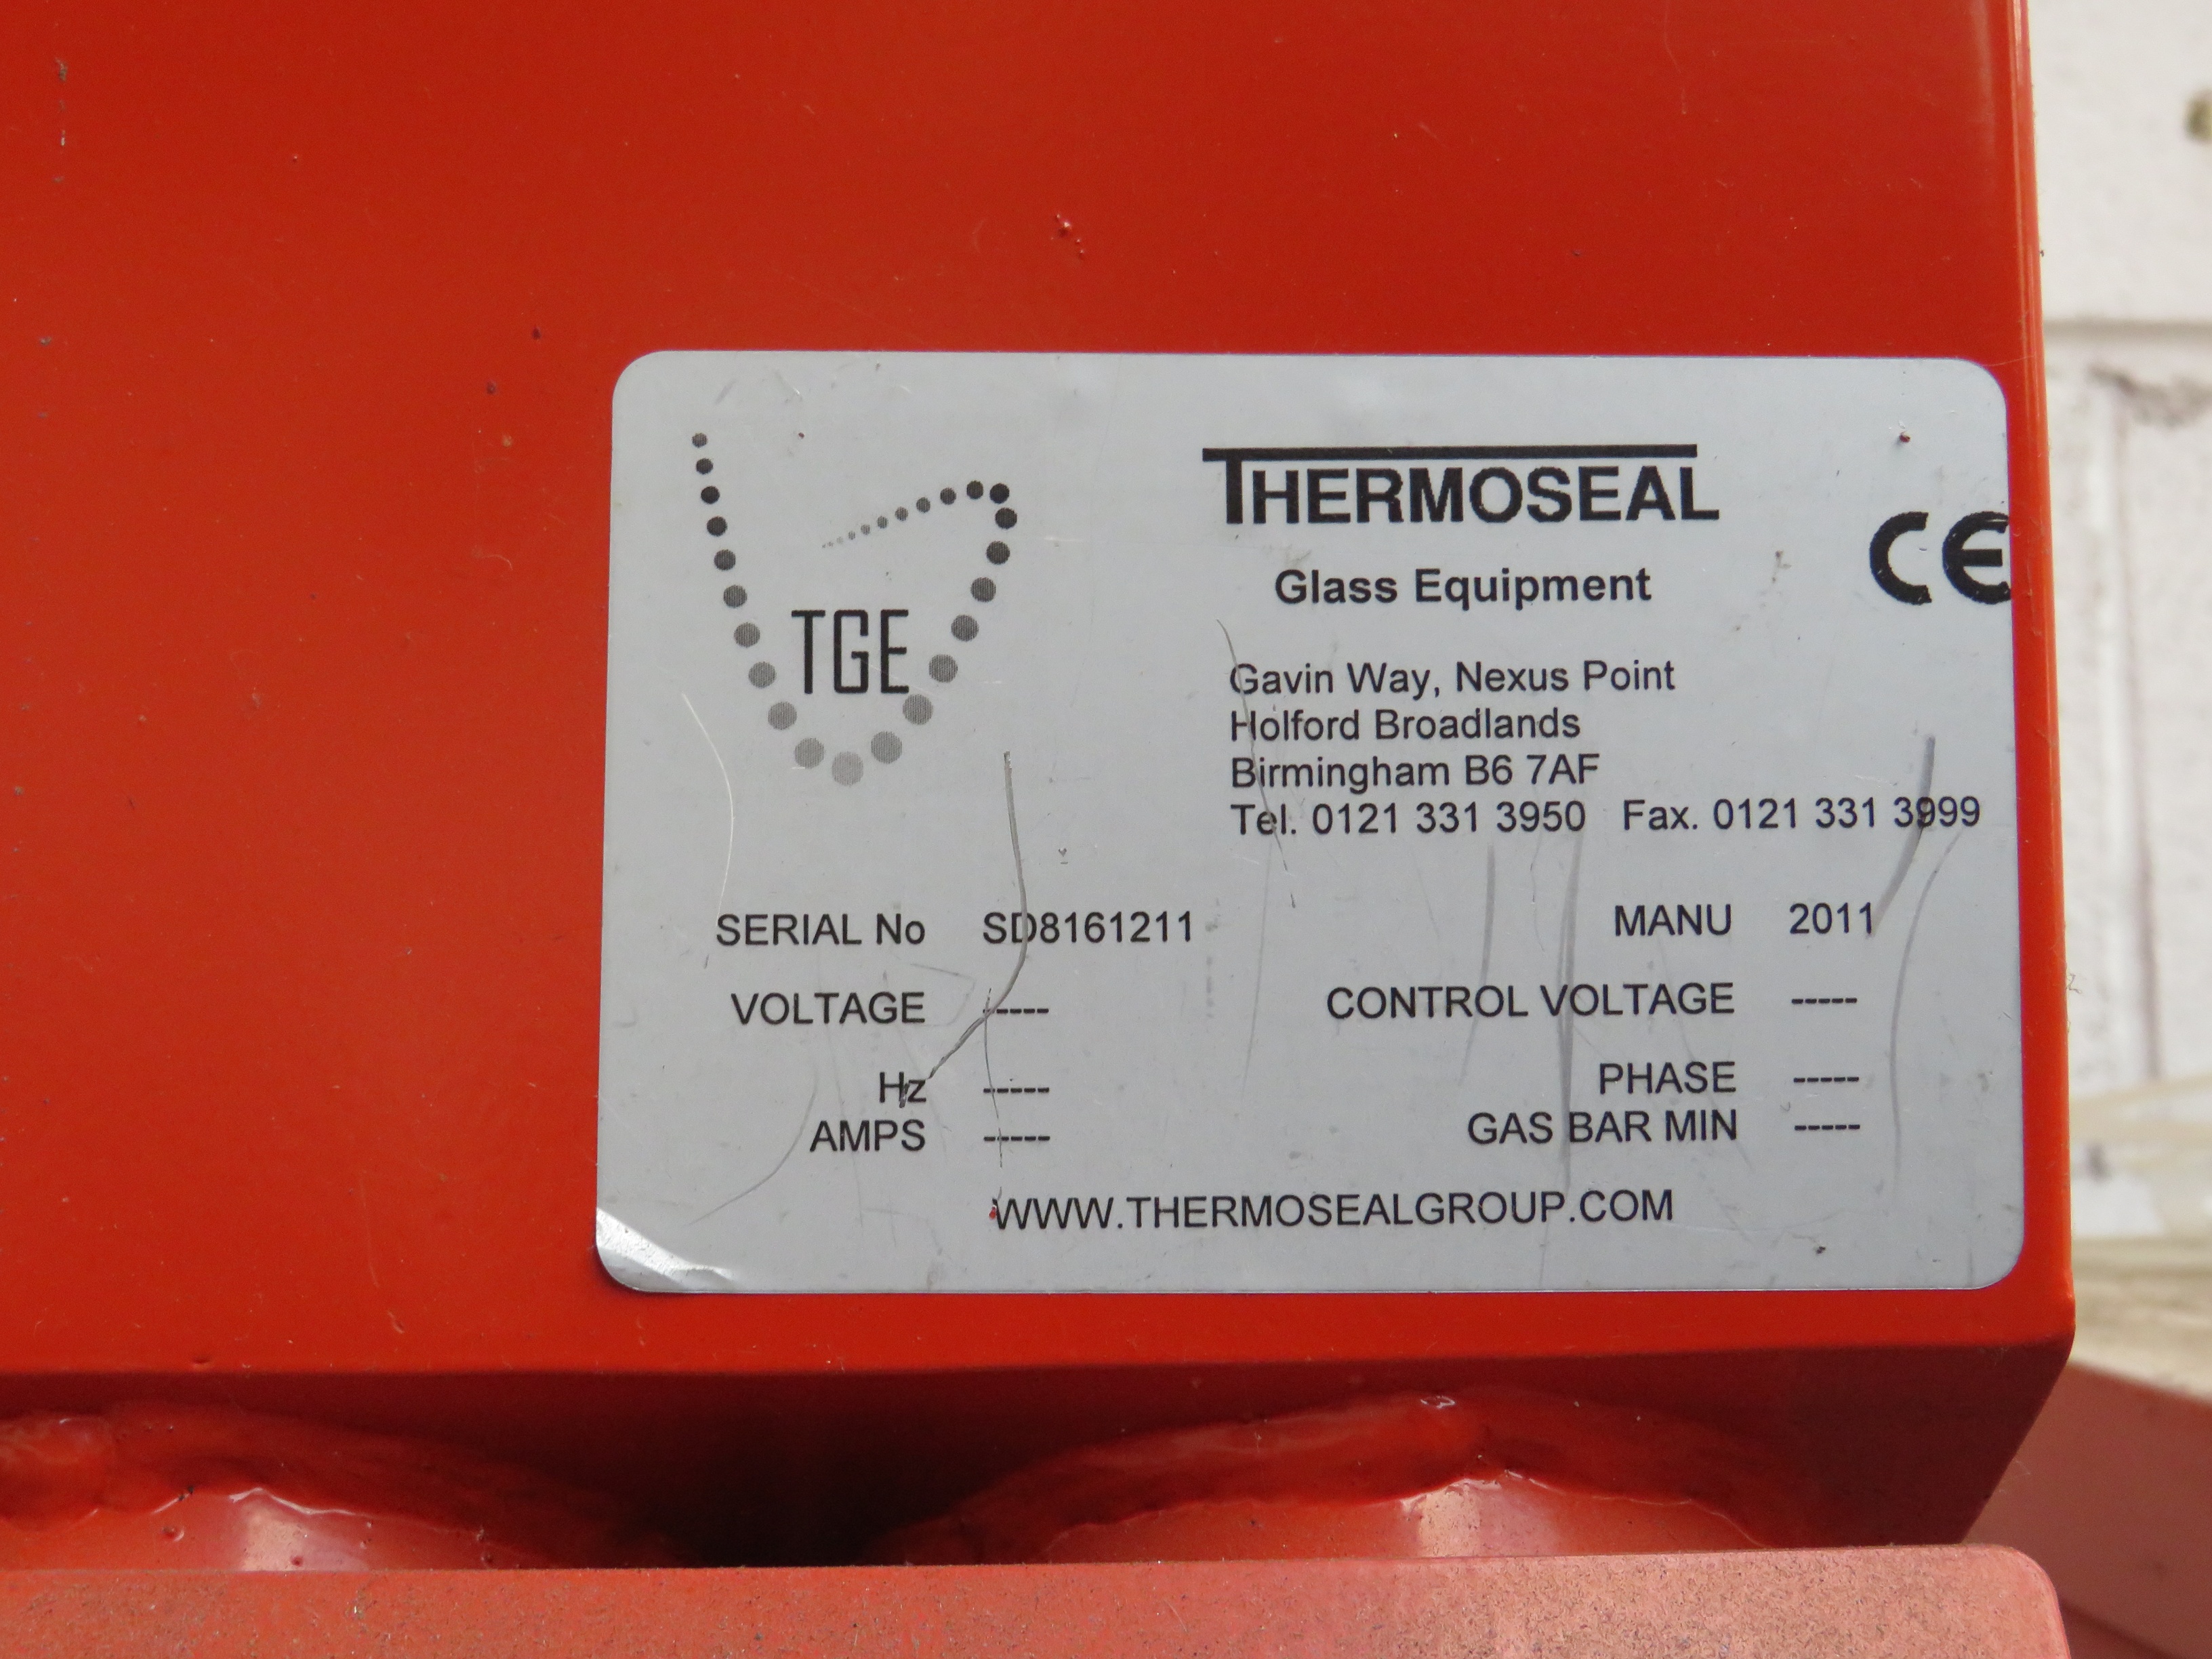 TGE
THERMOSEAL
Glass Equipment
CE
Gavin Way, Nexus Point
Holford Broadlands
Birmingham B6 7AF
Tel. 0121 331 3950 Fax. 0121 331 3999
SERIAL No SD8161211 MANU 2011
VOLTAGE ----- CONTROL VOLTAGE -----
Hz ----- PHASE -----
AMPS ----- GAS BAR MIN -----
WWW.THERMOSEALGROUP.COM